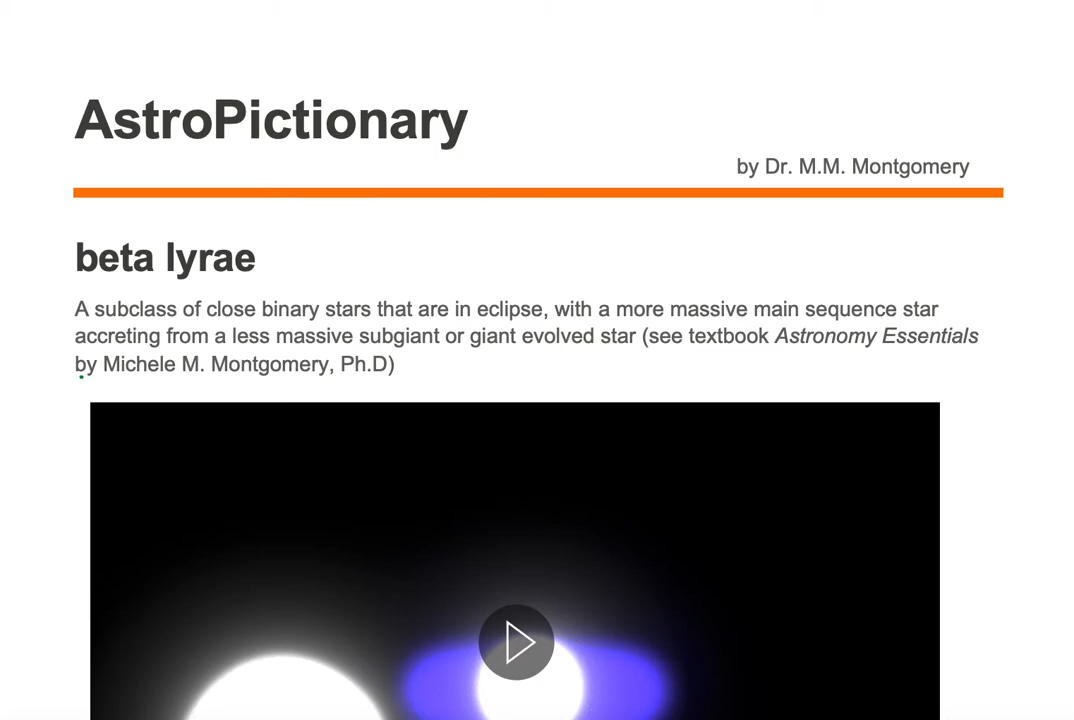 AstroPictionary
by Dr. M.M. Montgomery
beta lyrae
A subclass of close binary stars that are in eclipse, with a more massive main sequence star
accreting from a less massive subgiant or giant evolved star (see textbook Astronomy Essentials
by Michele M. Montgomery, Ph.D)